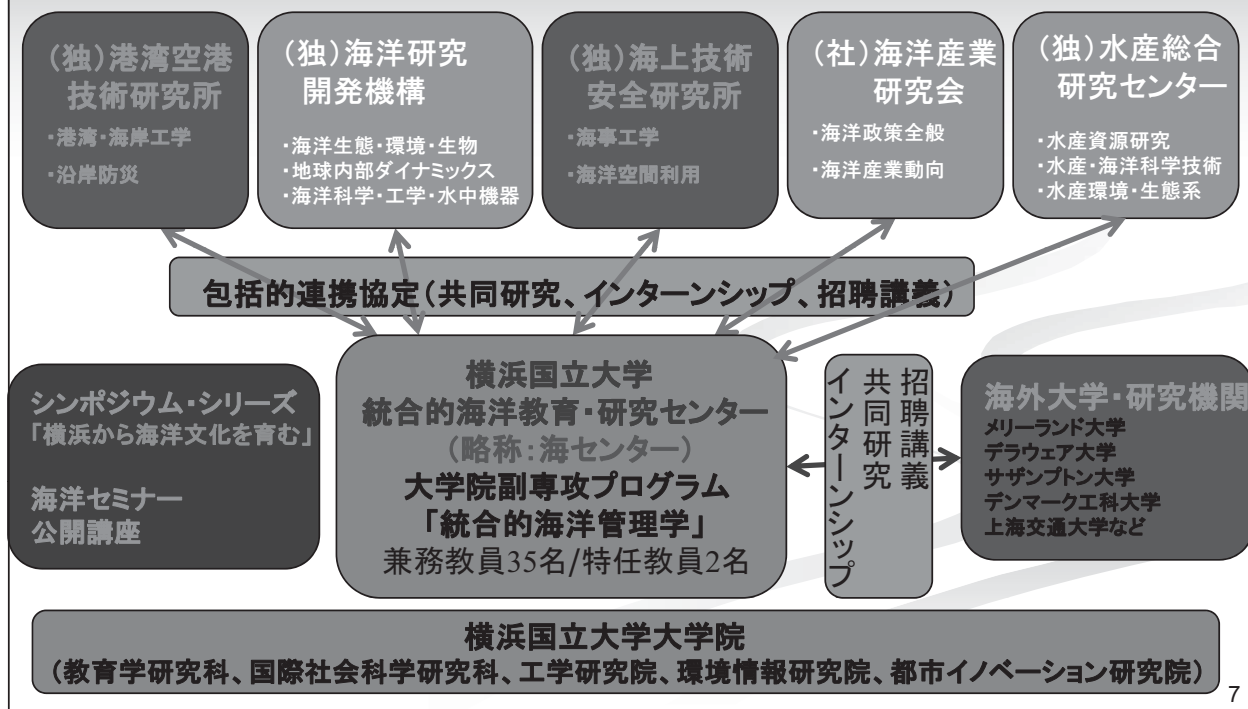 (独)港湾空港
技術研究所
・港湾・海岸工学
・沿岸防災
(独)海洋研究
開発機構
・海洋生態・環境・生物
・地球内部ダイナミックス
・海洋科学・工学・水中機器
(独)海上技術
安全研究所
・海事工学
・海洋空間利用
(社)海洋産業
研究会
・海洋政策全般
・海洋産業動向
(独)水産総合
研究センター
・水産資源研究
・水産・海洋科学技術
・水産環境・生態系
包括的連携協定(共同研究、インターンシップ、招聘講義)
シンポジウム・シリーズ
「横浜から海洋文化を育む」
海洋セミナー
公開講座
横浜国立大学
統合的海洋教育・研究センター
(略称:海センター)
大学院副専攻プログラム
「統合的海洋管理学」
兼務教員35名/特任教員2名
招聘講義
共同研究
インターンシップ
海外大学・研究機関
メリーランド大学
デラウェア大学
サザンプトン大学
デンマーク工科大学
上海交通大学など
横浜国立大学大学院
(教育学研究科、国際社会科学研究科、工学研究院、環境情報研究院、都市イノベーション研究院)
7